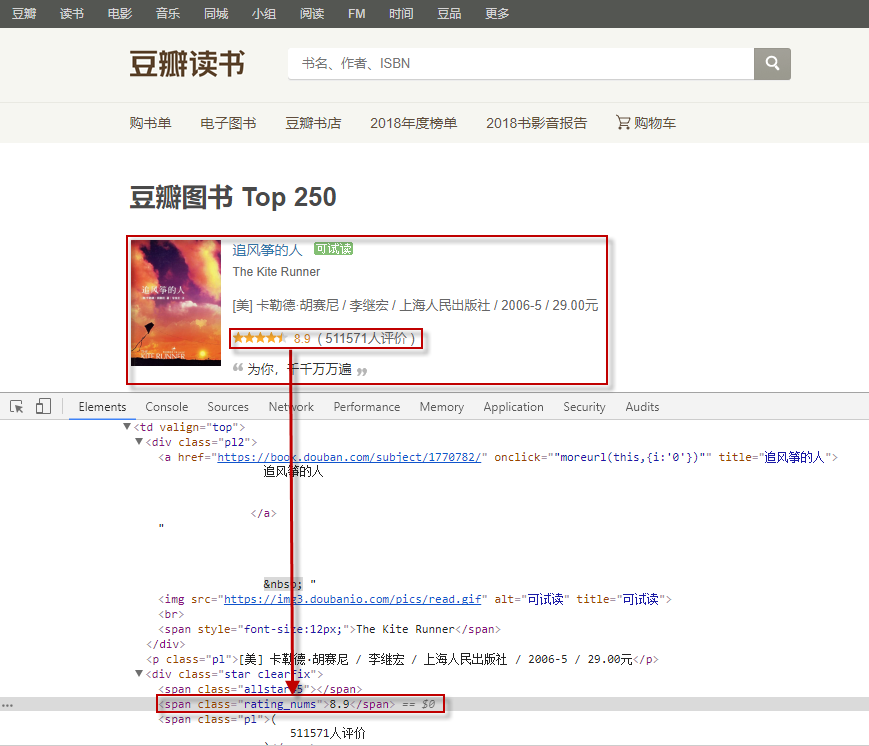 豆瓣 读书 电影 音乐 同城 小组 阅读 FM 时间 豆品 更多
豆瓣读书 书名、作者、ISBN
购书单 电子图书 豆瓣书店 2018年度榜单 2018书影音报告 购物车
豆瓣图书 Top 250
追风筝的人 可试读
The Kite Runner
[美] 卡勒德·胡赛尼 / 李继宏 / 上海人民出版社 / 2006-5 / 29.00元
8.9 ( 511571人评价 )
“ 为你，千千万万遍 ”
追风筝的人
KITE RUNNER
Elements Console Sources Network Performance Memory Application Security Audits
▼<td valign="top">
▼<div class="pl2">
<a href="https://book.douban.com/subject/1770782/" onclick=""moreurl(this,{i:'0'})"" title="追风筝的人">
追风筝的人
</a>
"
&nbsp; "
<img src="https://img3.doubanio.com/pics/read.gif" alt="可试读" title="可试读">
<br>
<span style="font-size:12px;">The Kite Runner</span>
</div>
<p class="pl">[美] 卡勒德·胡赛尼 / 李继宏 / 上海人民出版社 / 2006-5 / 29.00元</p>
▼<div class="star clearfix">
<span class="allstar45"></span>
... <span class="rating_nums">8.9</span> == $0
<span class="pl">(
511571人评价